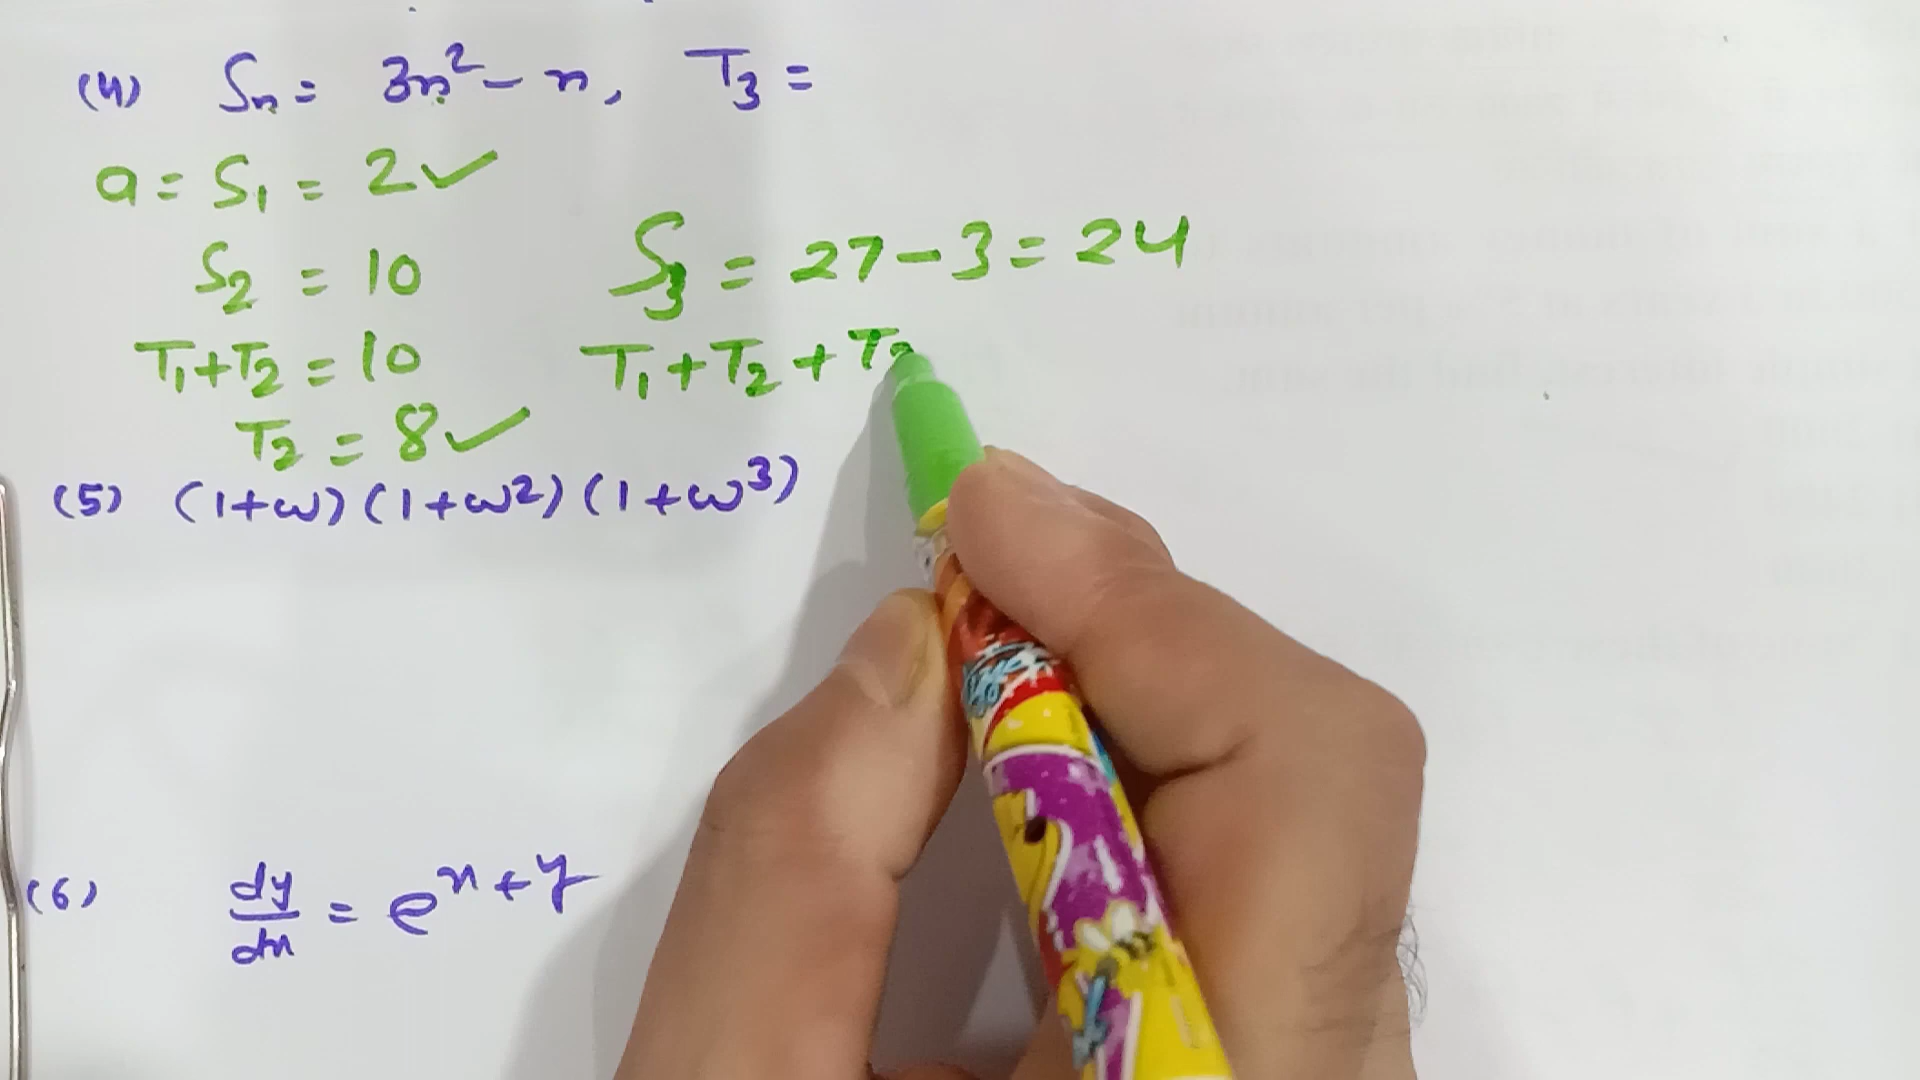 (4) Sₙ = 3n² - n, T₃ =
a = S₁ = 2 ✓
S₂ = 10 S₃ = 27 - 3 = 24
T₁ + T₂ = 10 T₁ + T₂ + T
T₂ = 8 ✓
(5) (1+ω)(1+ω²)(1+ω³)
(6) dy/dx = e^(x+y)